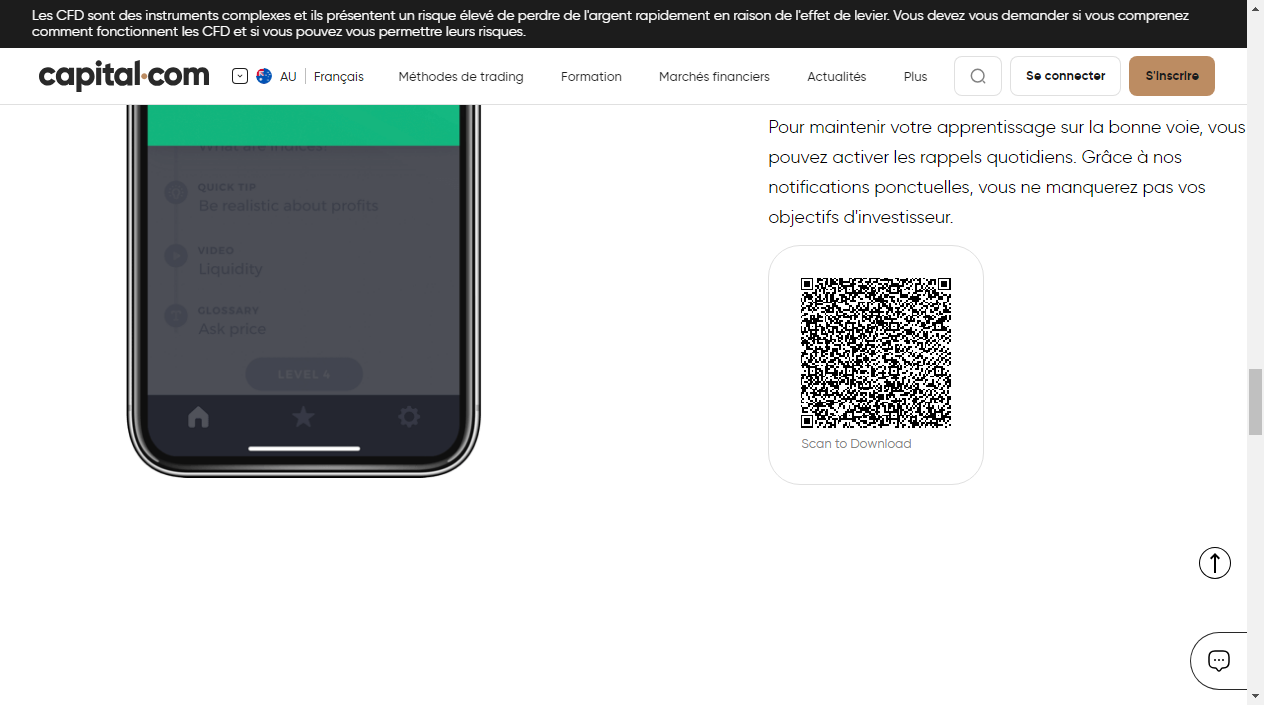 Les CFD sont des instruments complexes et ils présentent un risque élevé de perdre de l'argent rapidement en raison de l'effet de levier. Vous devez vous demander si vous comprenez
comment fonctionnent les CFD et si vous pouvez vous permettre leurs risques.
capital.com AU Français Méthodes de trading Formation Marchés financiers Actualités Plus Se connecter S'inscrire
What are indices?
QUICK TIP
Be realistic about profits
VIDEO
Liquidity
GLOSSARY
Ask price
LEVEL 4
Pour maintenir votre apprentissage sur la bonne voie, vous
pouvez activer les rappels quotidiens. Grâce à nos
notifications ponctuelles, vous ne manquerez pas vos
objectifs d'investisseur.
Scan to Download